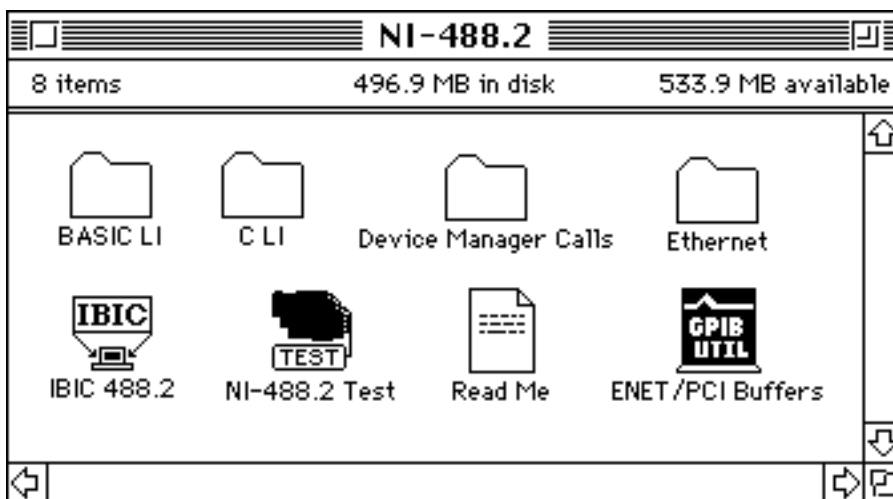 NI-488.2
8 items 496.9 MB in disk 533.9 MB available
BASIC LI C LI Device Manager Calls Ethernet
IBIC TEST GPIB UTIL
IBIC 488.2 NI-488.2 Test Read Me ENET/PCI Buffers